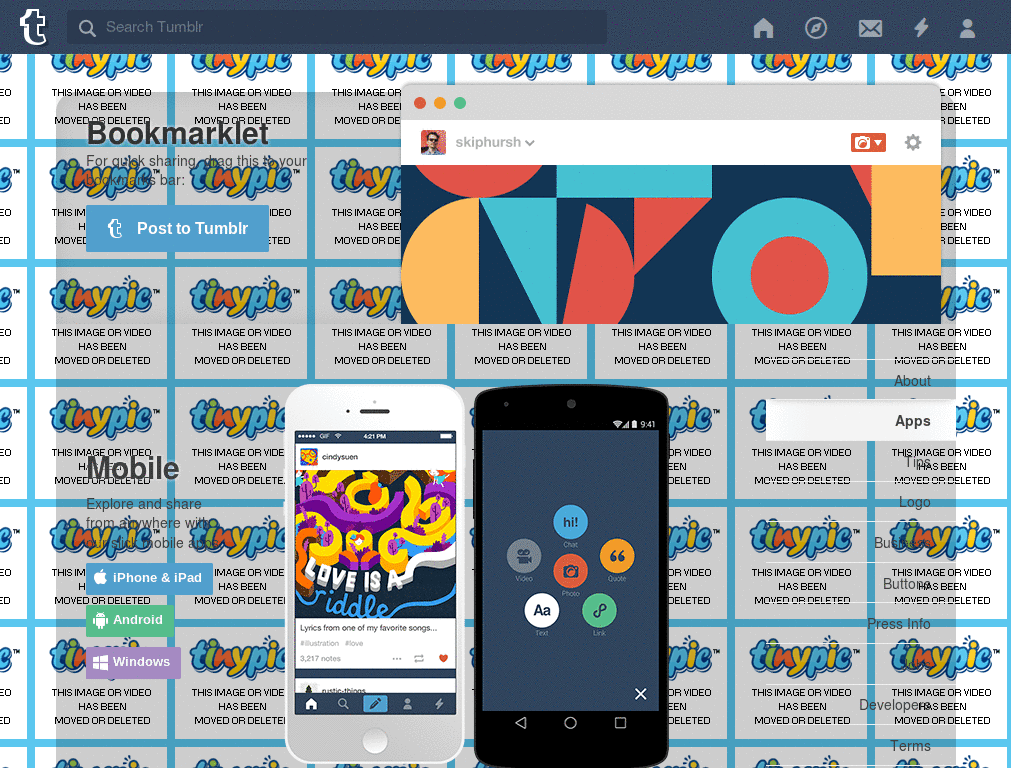 Search Tumblr
Bookmarklet
For quick sharing, drag this to your
bookmarks bar:
Post to Tumblr
skiphursh
tinypic™
THIS IMAGE OR VIDEO
HAS BEEN
MOVED OR DELETED
About
Apps
Tips
Logo
Business
Buttons
Press Info
Jobs
Developers
Terms
Mobile
Explore and share
from anywhere with
our slick mobile apps.
iPhone & iPad
Android
Windows
GIF
4:21 PM
cindysuen
LOVE IS A
riddle
Lyrics from one of my favorite songs...
#illustration #love
3,217 notes
rustic-things
9:41
hi!
Chat
Video
Quote
Photo
Aa
Text
Link